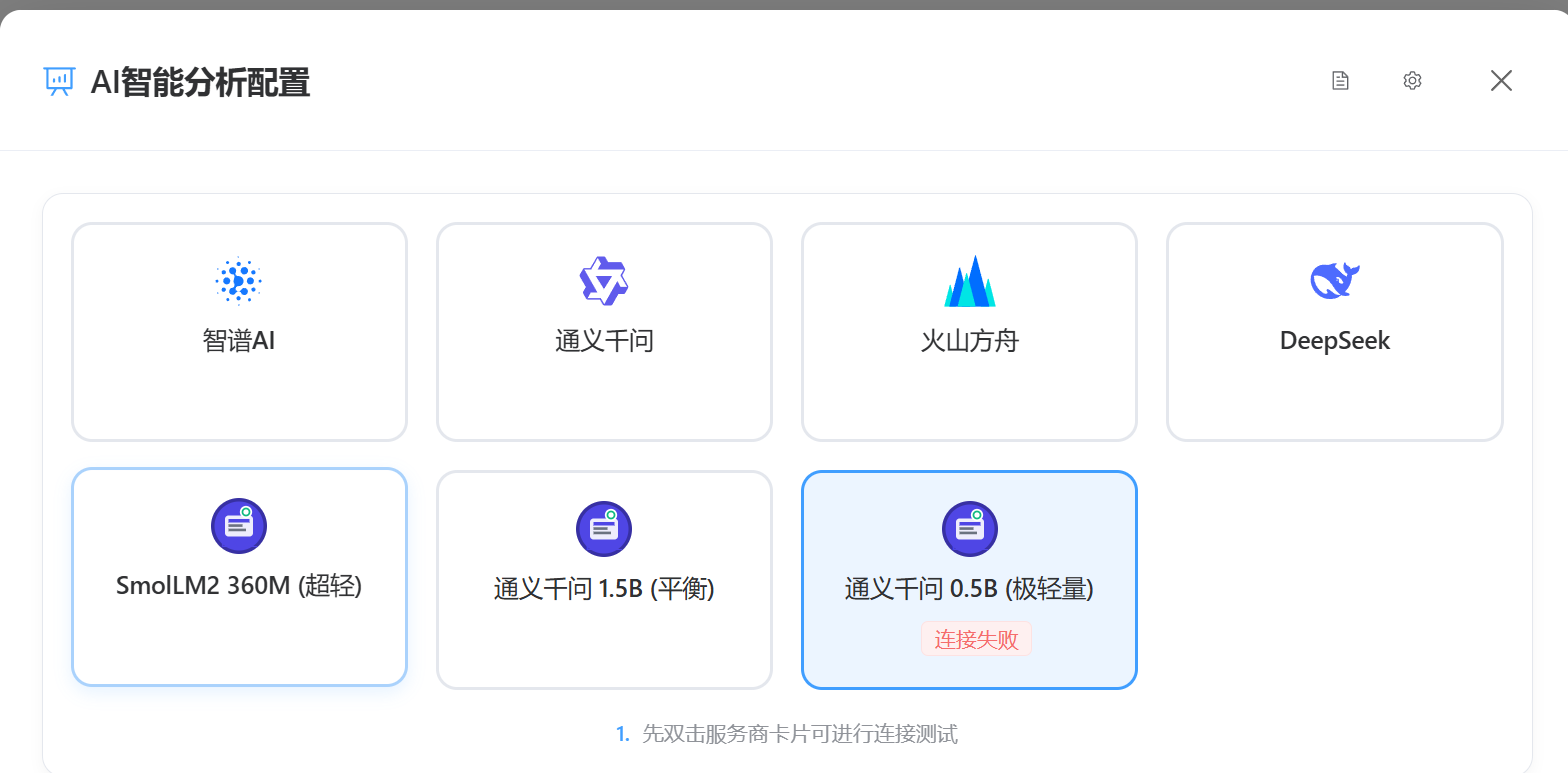 AI智能分析配置
智谱AI
通义千问
火山方舟
DeepSeek
SmolLM2 360M (超轻)
通义千问 1.5B (平衡)
通义千问 0.5B (极轻量)
连接失败
1. 先双击服务商卡片可进行连接测试